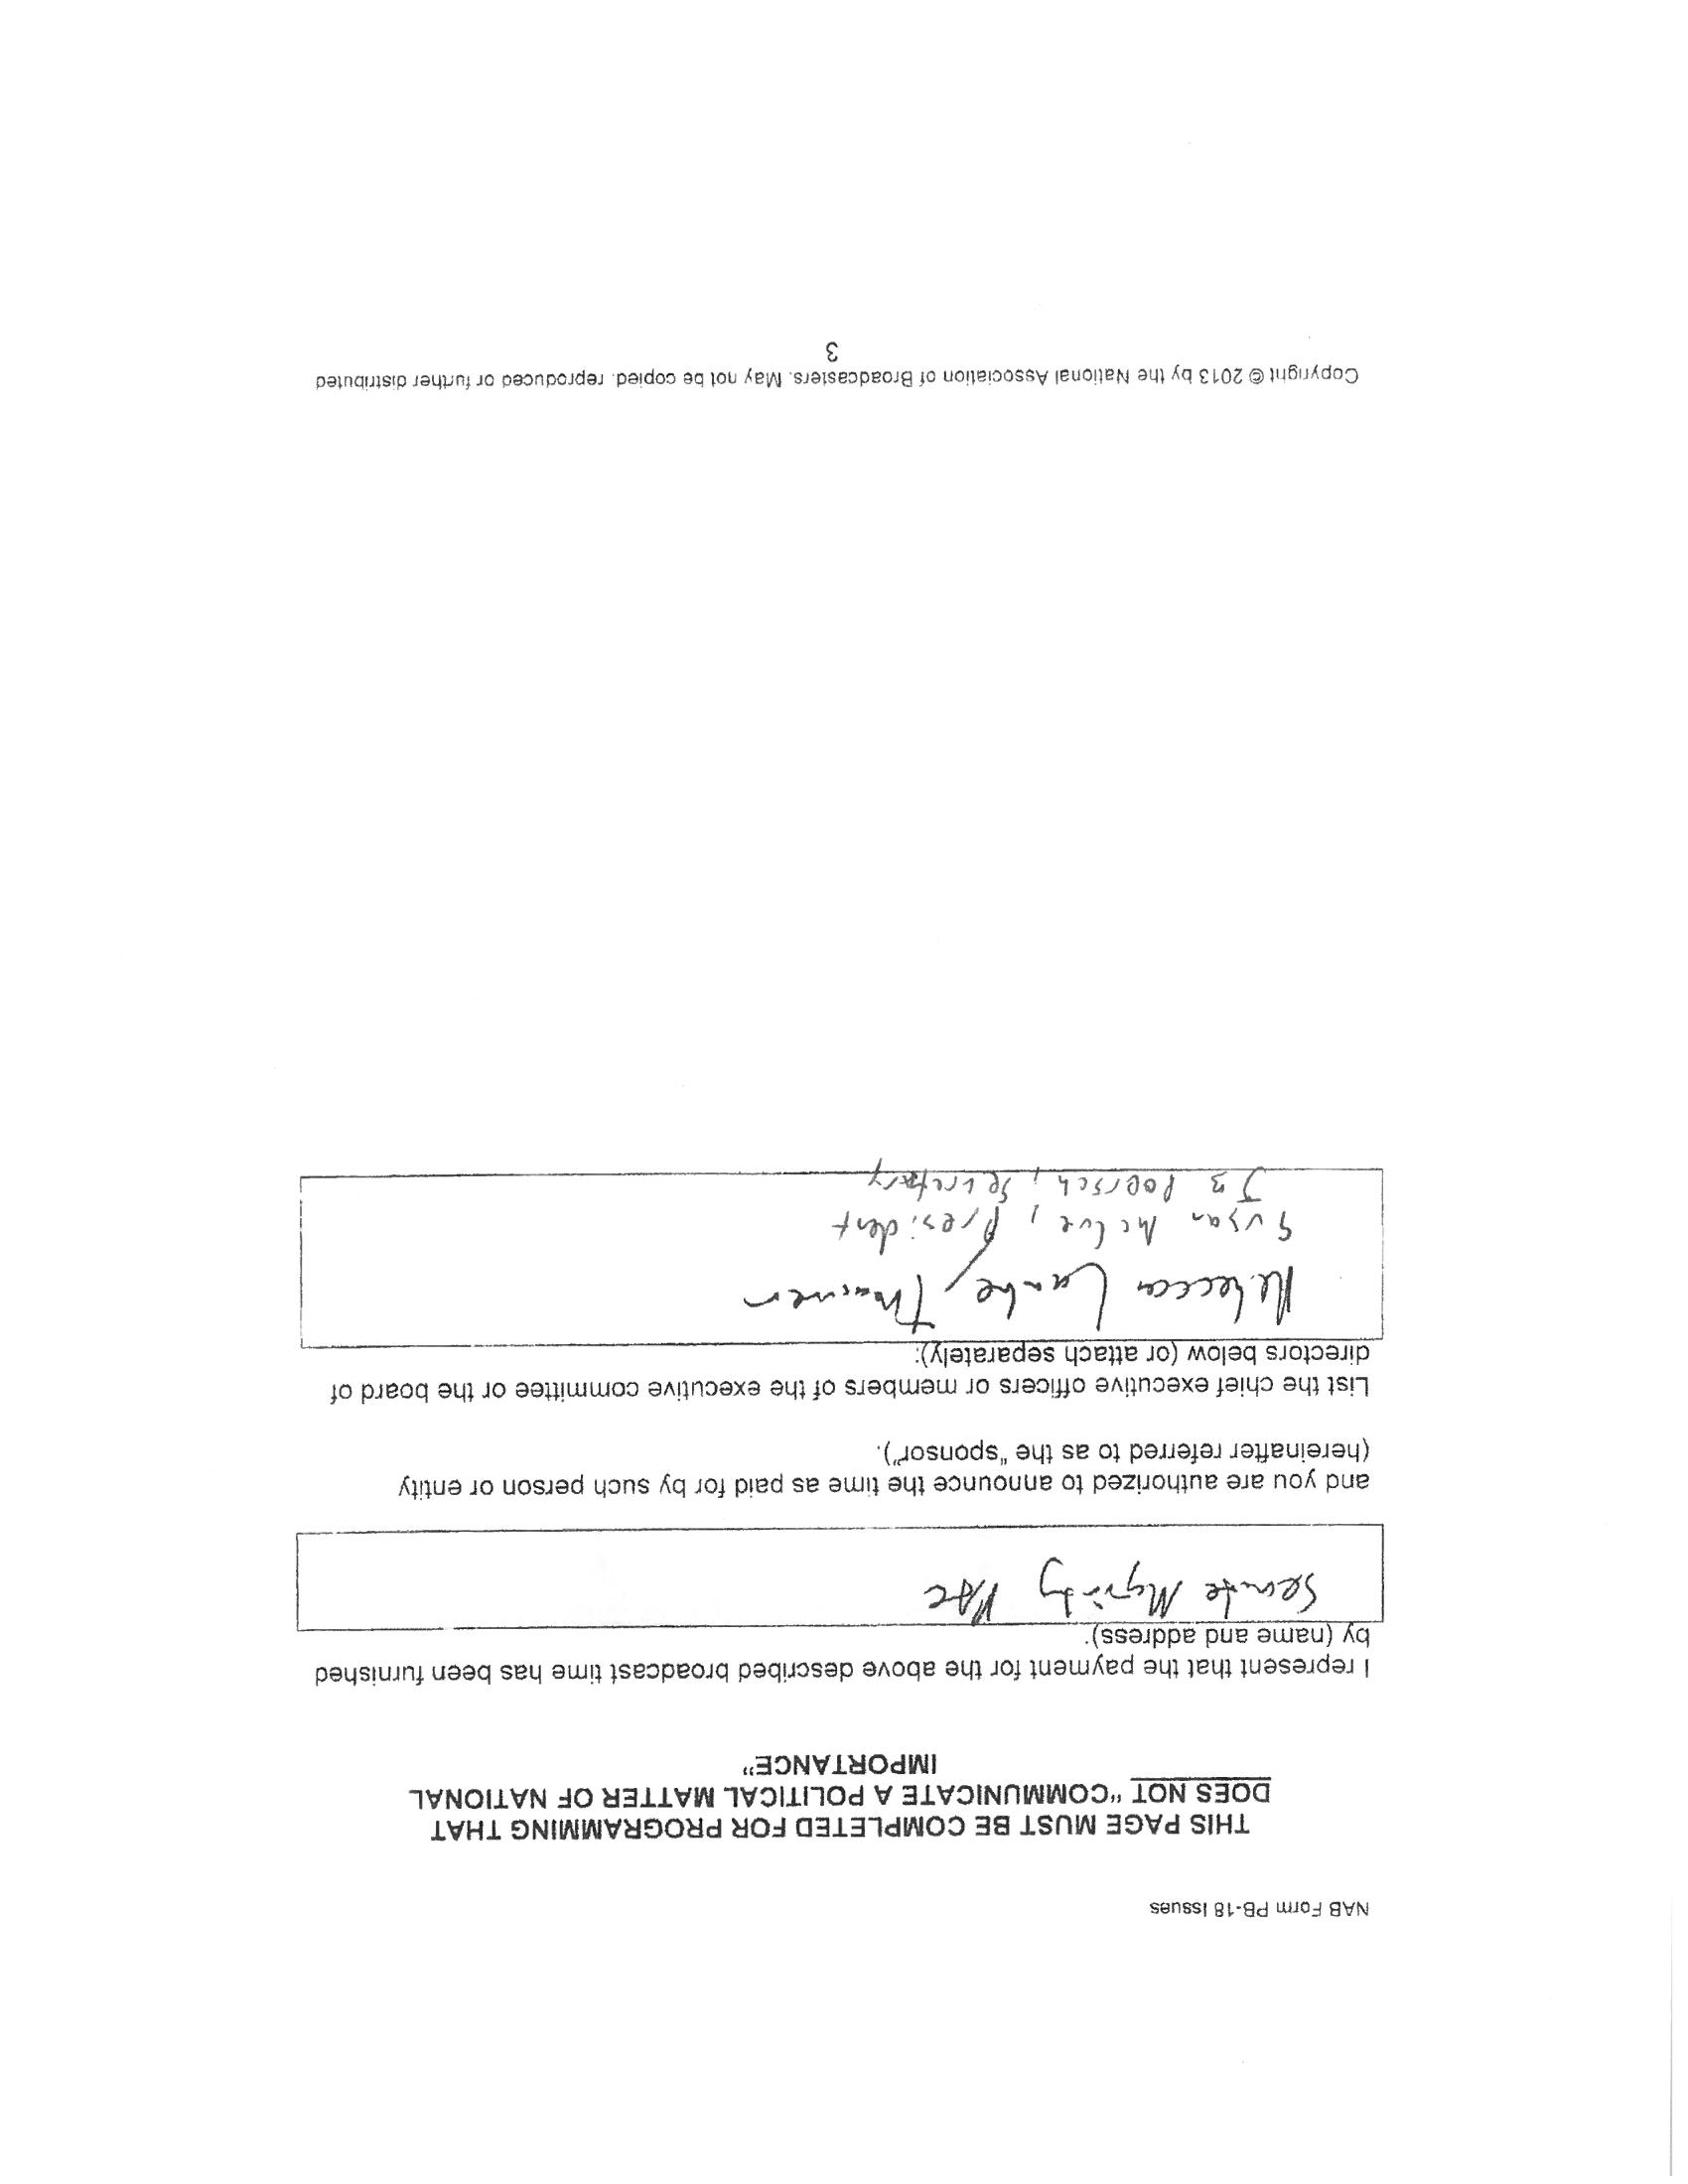 NAB Form PB-18 Issues
THIS PAGE MUST BE COMPLETED FOR PROGRAMMING THAT
DOES NOT "COMMUNICATE A POLITICAL MATTER OF NATIONAL
IMPORTANCE"
I represent that the payment for the above described broadcast time has been furnished
by (name and address):
Senate Majority PAC
and you are authorized to announce the time as paid for by such person or entity
(hereinafter referred to as the "sponsor").
List the chief executive officers or members of the executive committee or the board of
directors below (or attach separately):
Rebecca Lambe, Treasurer
Susan McCue, President
JB Poersch, Secretary
Copyright © 2013 by the National Association of Broadcasters. May not be copied, reproduced or further distributed
3